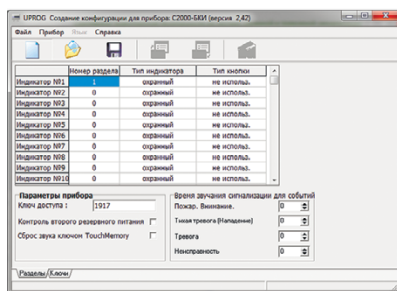 UPROG Создание конфигурации для прибора: С2000-БКИ (версия 2,42)
Файл Прибор Язык Справка
Номер раздела Тип индикатора Тип кнопки
Индикатор №1 1 охранный не использ.
Индикатор №2 0 охранный не использ.
Индикатор №3 0 охранный не использ.
Индикатор №4 0 охранный не использ.
Индикатор №5 0 охранный не использ.
Индикатор №6 0 охранный не использ.
Индикатор №7 0 охранный не использ.
Индикатор №8 0 охранный не использ.
Индикатор №9 0 охранный не использ.
Индикатор №10 0 охранный не использ.
Параметры прибора
Ключ доступа : 1917
Контроль второго резервного питания
Сброс звука ключом TouchMemory
Время звучания сигнализации для событий
Пожар. Внимание. 0
Тихая тревога (Нападение) 0
Тревога 0
Неисправность 0
Разделы Ключи